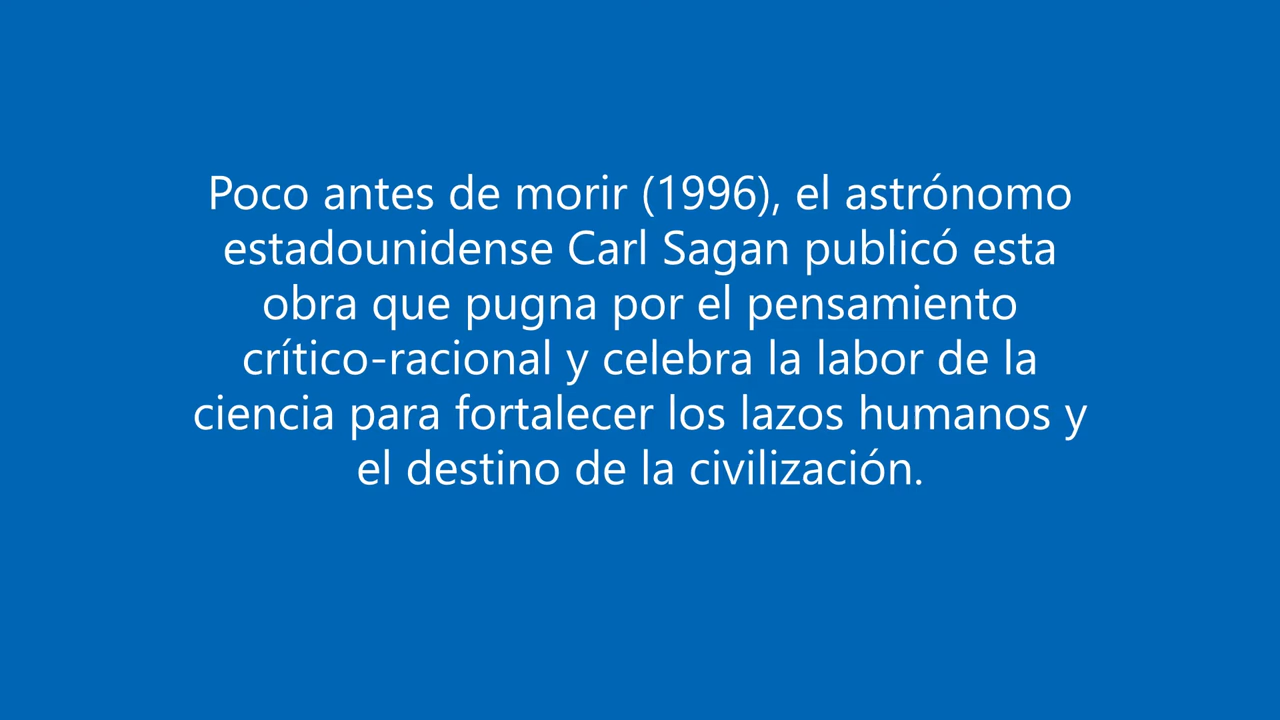 Poco antes de morir (1996), el astrónomo
estadounidense Carl Sagan publicó esta
obra que pugna por el pensamiento
crítico-racional y celebra la labor de la
ciencia para fortalecer los lazos humanos y
el destino de la civilización.